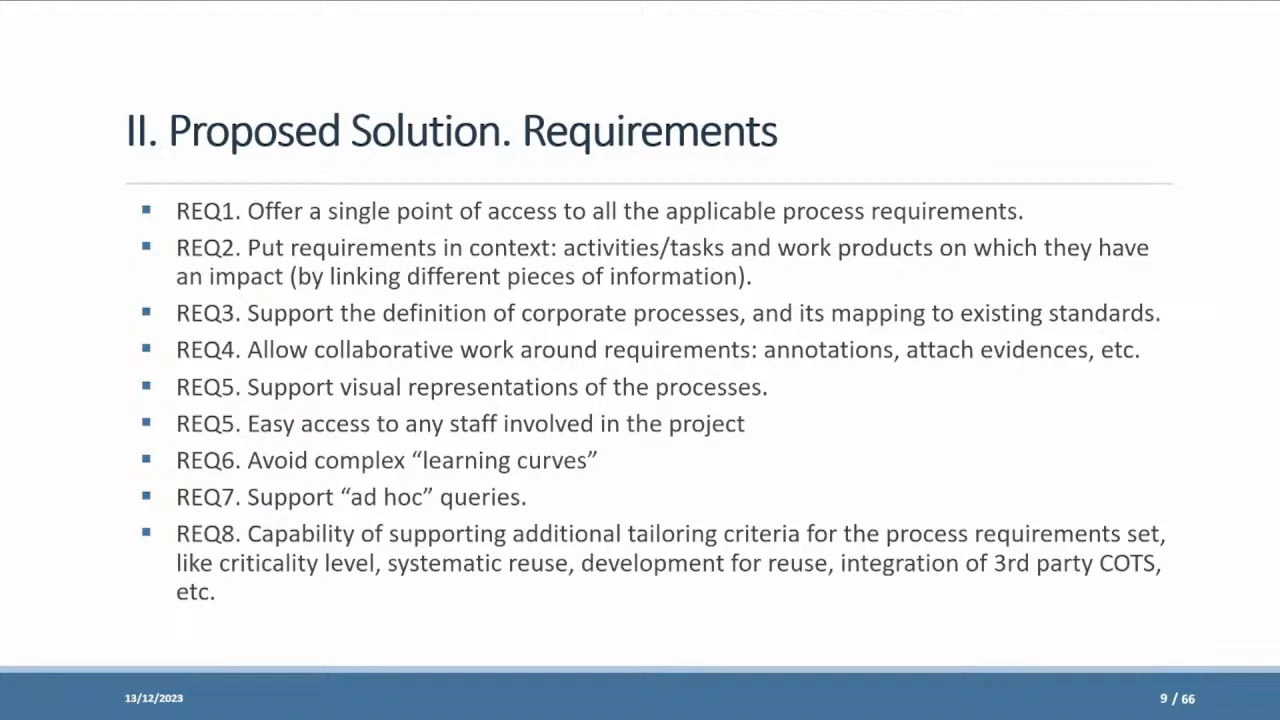 II. Proposed Solution. Requirements
▪ REQ1. Offer a single point of access to all the applicable process requirements.
▪ REQ2. Put requirements in context: activities/tasks and work products on which they have
an impact (by linking different pieces of information).
▪ REQ3. Support the definition of corporate processes, and its mapping to existing standards.
▪ REQ4. Allow collaborative work around requirements: annotations, attach evidences, etc.
▪ REQ5. Support visual representations of the processes.
▪ REQ5. Easy access to any staff involved in the project
▪ REQ6. Avoid complex “learning curves”
▪ REQ7. Support “ad hoc” queries.
▪ REQ8. Capability of supporting additional tailoring criteria for the process requirements set,
like criticality level, systematic reuse, development for reuse, integration of 3rd party COTS,
etc.
13/12/2023
9 / 66